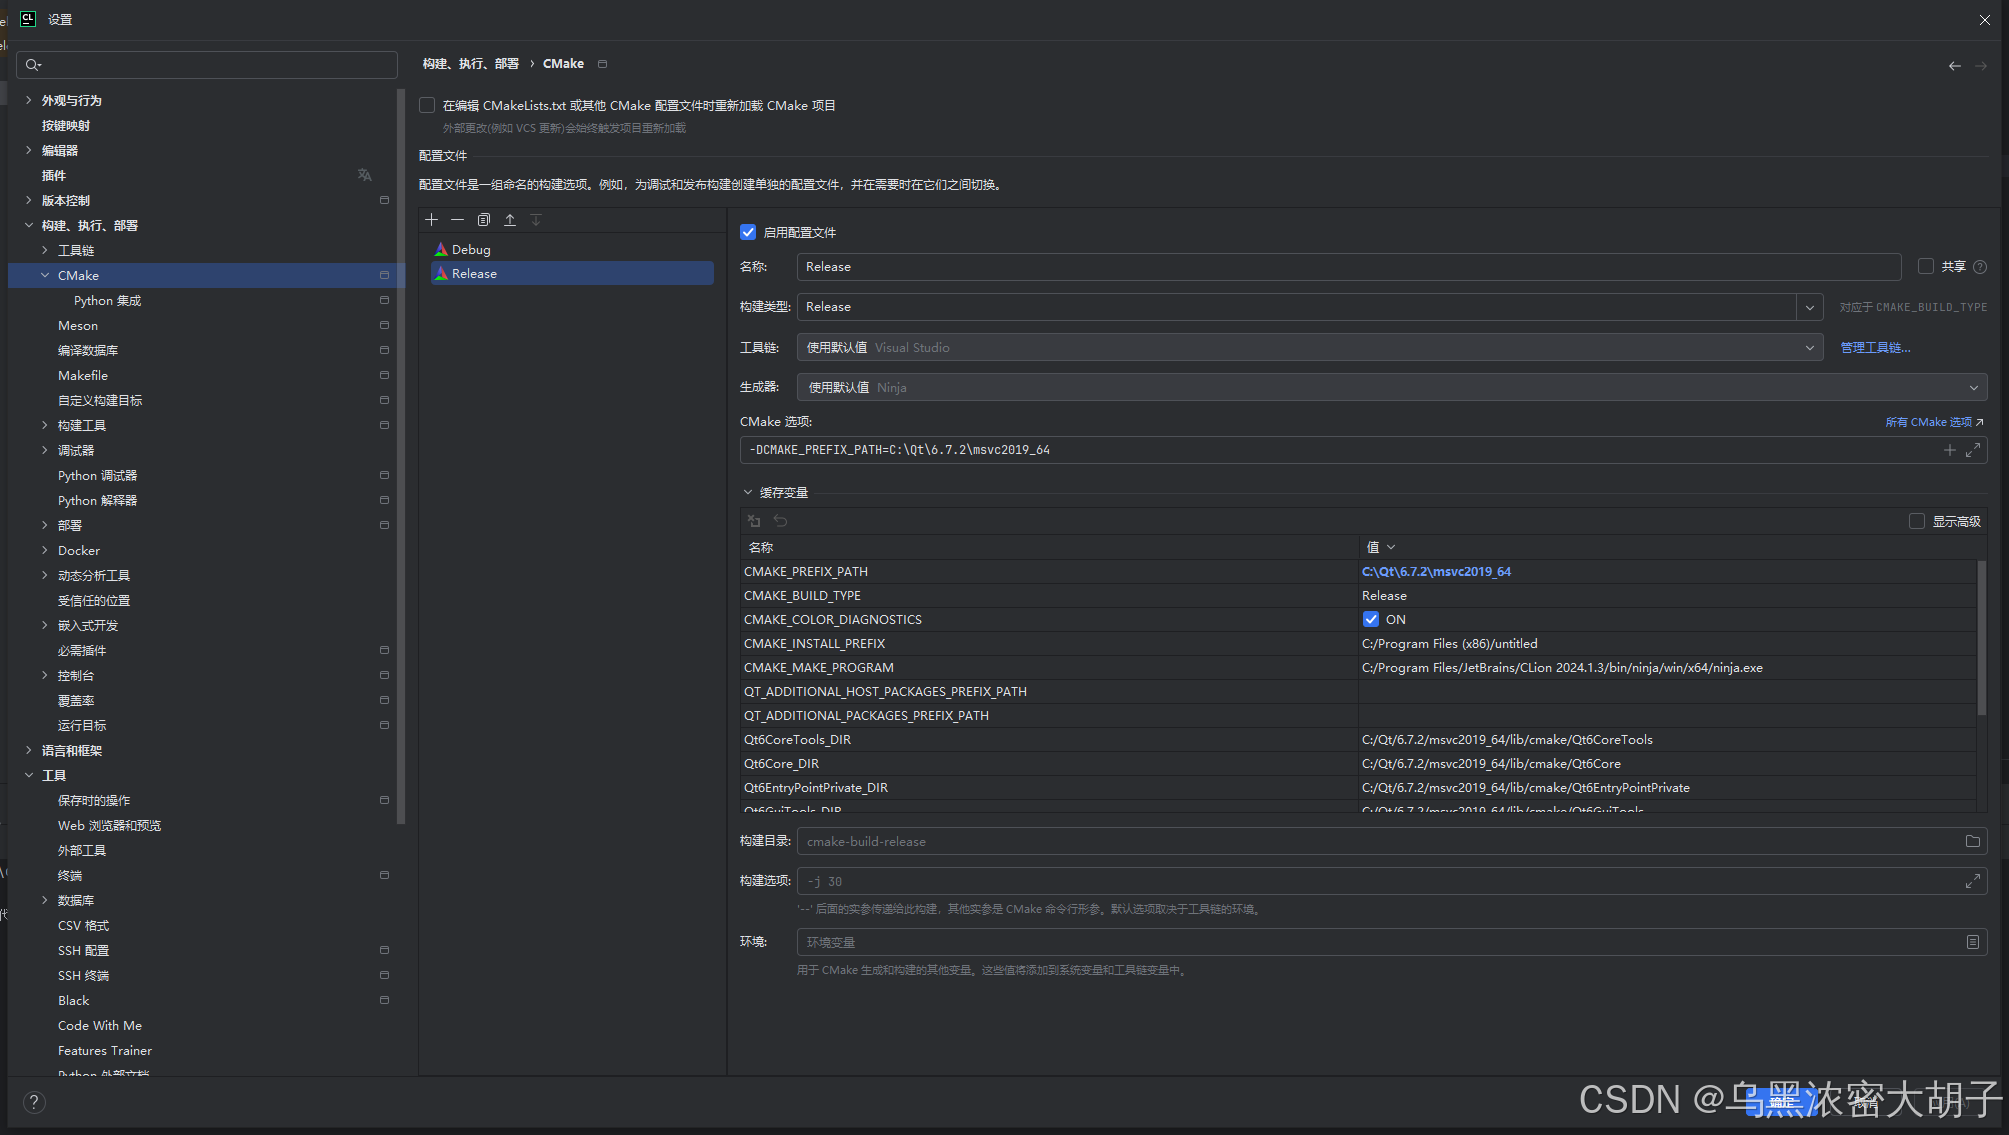 设置
外观与行为
按键映射
编辑器
插件
版本控制
构建、执行、部署
工具链
CMake
Python 集成
Meson
编译数据库
Makefile
自定义构建目标
构建工具
调试器
Python 调试器
Python 解释器
部署
Docker
动态分析工具
受信任的位置
嵌入式开发
必需插件
控制台
覆盖率
运行目标
语言和框架
工具
保存时的操作
Web 浏览器和预览
外部工具
终端
数据库
CSV 格式
SSH 配置
SSH 终端
Black
Code With Me
Features Trainer
Python 外部文档
构建、执行、部署 › CMake
在编辑 CMakeLists.txt 或其他 CMake 配置文件时重新加载 CMake 项目
外部更改(例如 VCS 更新)会始终触发项目重新加载
配置文件
配置文件是一组命名的构建选项。例如，为调试和发布构建创建单独的配置文件，并在需要时在它们之间切换。
Debug
Release
启用配置文件
名称: Release 共享
构建类型: Release 对应于 CMAKE_BUILD_TYPE
工具链: 使用默认值 Visual Studio 管理工具链...
生成器: 使用默认值 Ninja
CMake 选项: 所有 CMake 选项
-DCMAKE_PREFIX_PATH=C:\Qt\6.7.2\msvc2019_64
缓存变量
显示高级
名称 值
CMAKE_PREFIX_PATH C:\Qt\6.7.2\msvc2019_64
CMAKE_BUILD_TYPE Release
CMAKE_COLOR_DIAGNOSTICS ON
CMAKE_INSTALL_PREFIX C:/Program Files (x86)/untitled
CMAKE_MAKE_PROGRAM C:/Program Files/JetBrains/CLion 2024.1.3/bin/ninja/win/x64/ninja.exe
QT_ADDITIONAL_HOST_PACKAGES_PREFIX_PATH
QT_ADDITIONAL_PACKAGES_PREFIX_PATH
Qt6CoreTools_DIR C:/Qt/6.7.2/msvc2019_64/lib/cmake/Qt6CoreTools
Qt6Core_DIR C:/Qt/6.7.2/msvc2019_64/lib/cmake/Qt6Core
Qt6EntryPointPrivate_DIR C:/Qt/6.7.2/msvc2019_64/lib/cmake/Qt6EntryPointPrivate
Qt6GuiTools_DIR C:/Qt/6.7.2/msvc2019_64/lib/cmake/Qt6GuiTools
构建目录: cmake-build-release
构建选项: -j 30
'--' 后面的实参传递给此构建，其他实参是 CMake 命令行形参。默认选项取决于工具链的环境。
环境: 环境变量
用于 CMake 生成和构建的其他变量。这些值将添加到系统变量和工具链变量中。
确定
CSDN @乌黑浓密大胡子